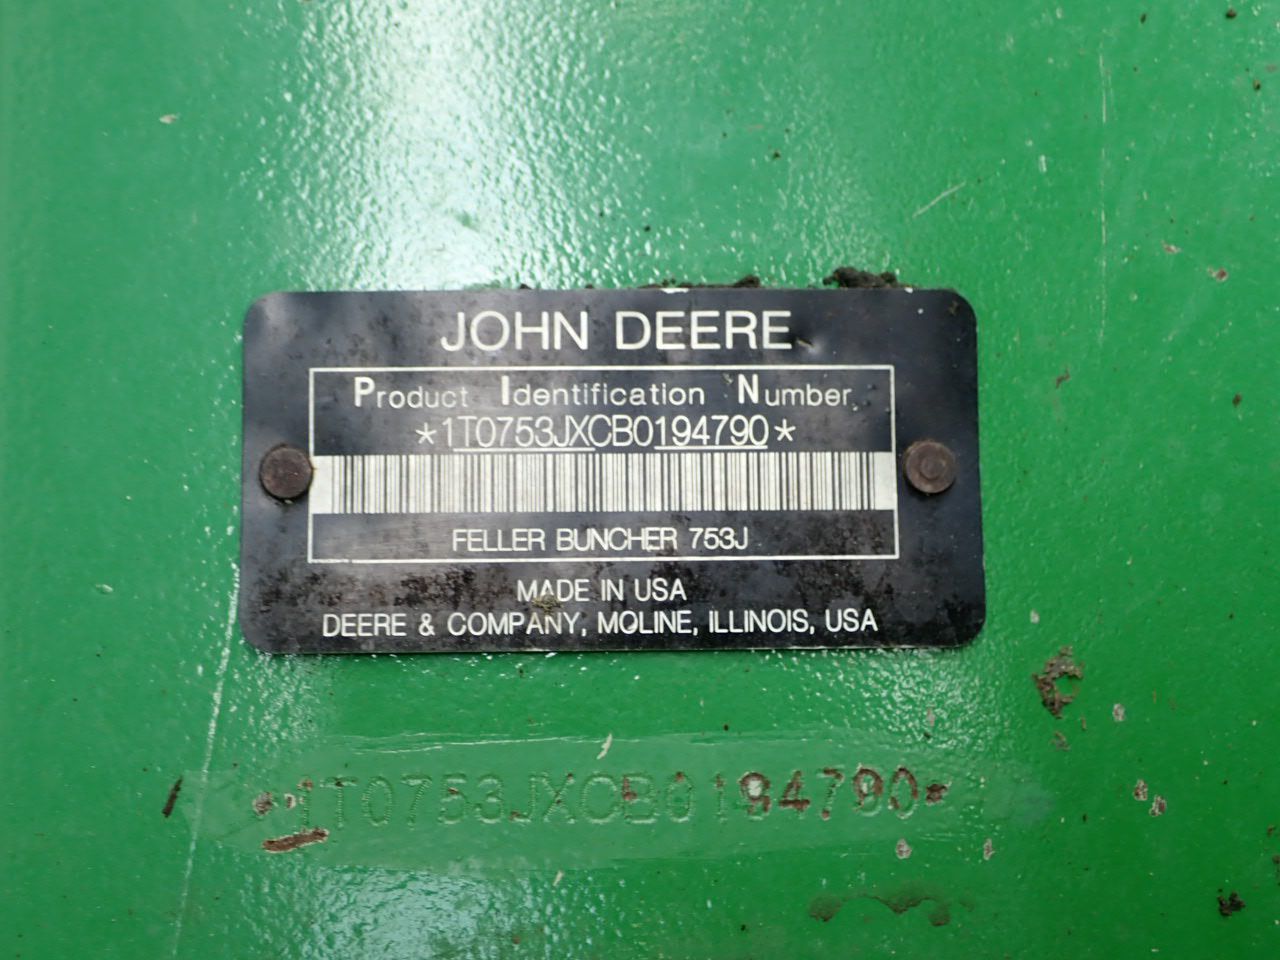 JOHN DEERE
Product Identification Number
*1T0753JXCB0194790*
FELLER BUNCHER 753J
MADE IN USA
DEERE & COMPANY, MOLINE, ILLINOIS, USA
*1T0753JXCB0194790*